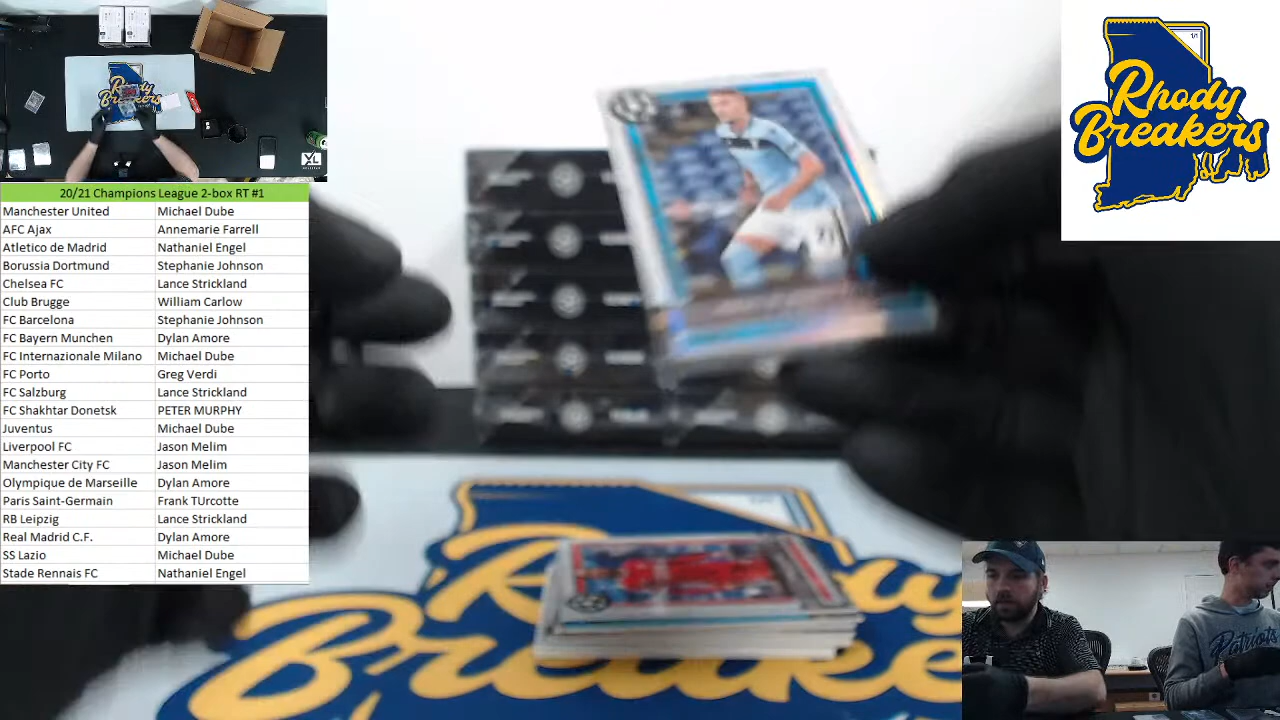 20/21 Champions League 2-box RT #1
Manchester United Michael Dube
AFC Ajax Annemarie Farrell
Atletico de Madrid Nathaniel Engel
Borussia Dortmund Stephanie Johnson
Chelsea FC Lance Strickland
Club Brugge William Carlow
FC Barcelona Stephanie Johnson
FC Bayern Munchen Dylan Amore
FC Internazionale Milano Michael Dube
FC Porto Greg Verdi
FC Salzburg Lance Strickland
FC Shakhtar Donetsk PETER MURPHY
Juventus Michael Dube
Liverpool FC Jason Melim
Manchester City FC Jason Melim
Olympique de Marseille Dylan Amore
Paris Saint-Germain Frank TUrcotte
RB Leipzig Lance Strickland
Real Madrid C.F. Dylan Amore
SS Lazio Michael Dube
Stade Rennais FC Nathaniel Engel
1/1
Rhody
Breakers
Rhody
Breakers
XL
Breakers
Patriots